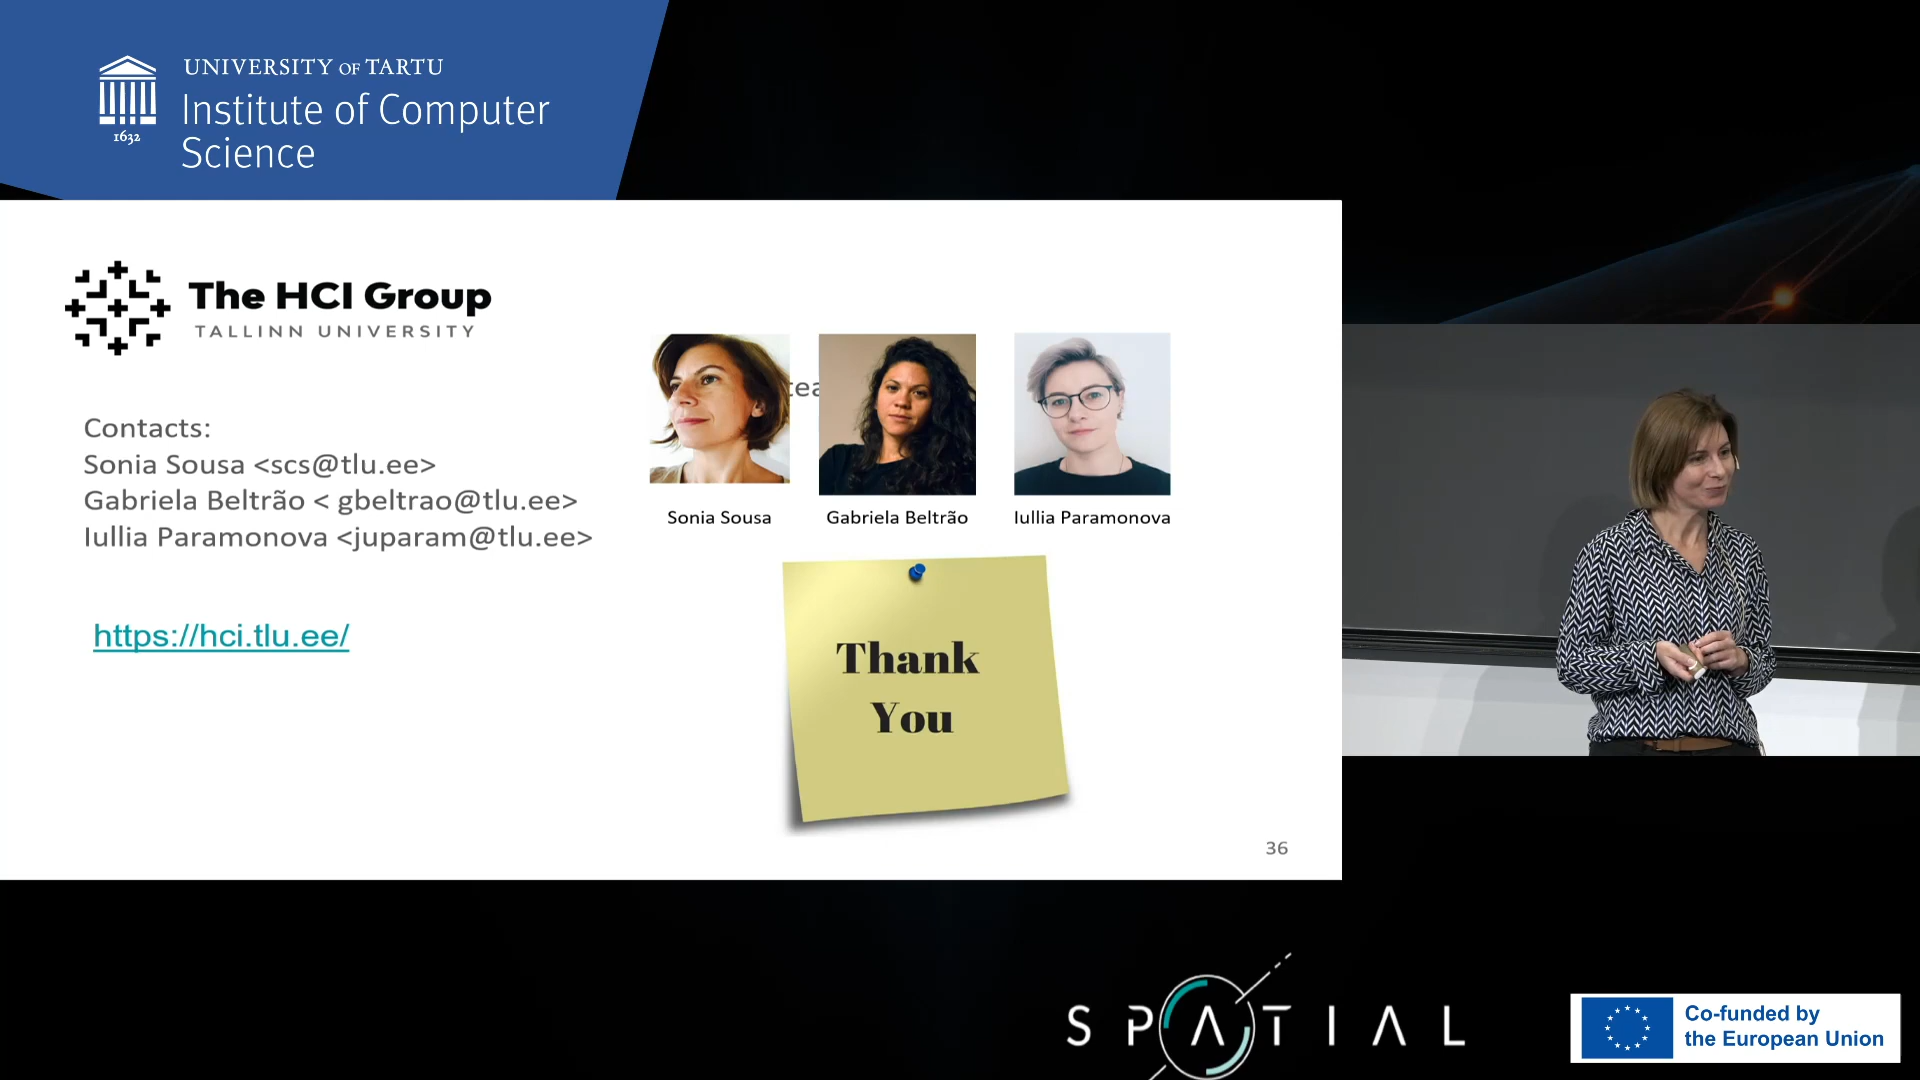 UNIVERSITY OF TARTU
Institute of Computer
Science
1632
The HCI Group
TALLINN UNIVERSITY
Contacts:
Sonia Sousa <scs@tlu.ee>
Gabriela Beltrão < gbeltrao@tlu.ee>
Iullia Paramonova <juparam@tlu.ee>
https://hci.tlu.ee/
Sonia Sousa
Gabriela Beltrão
Iullia Paramonova
Thank
You
36
SPATIAL
Co-funded by
the European Union